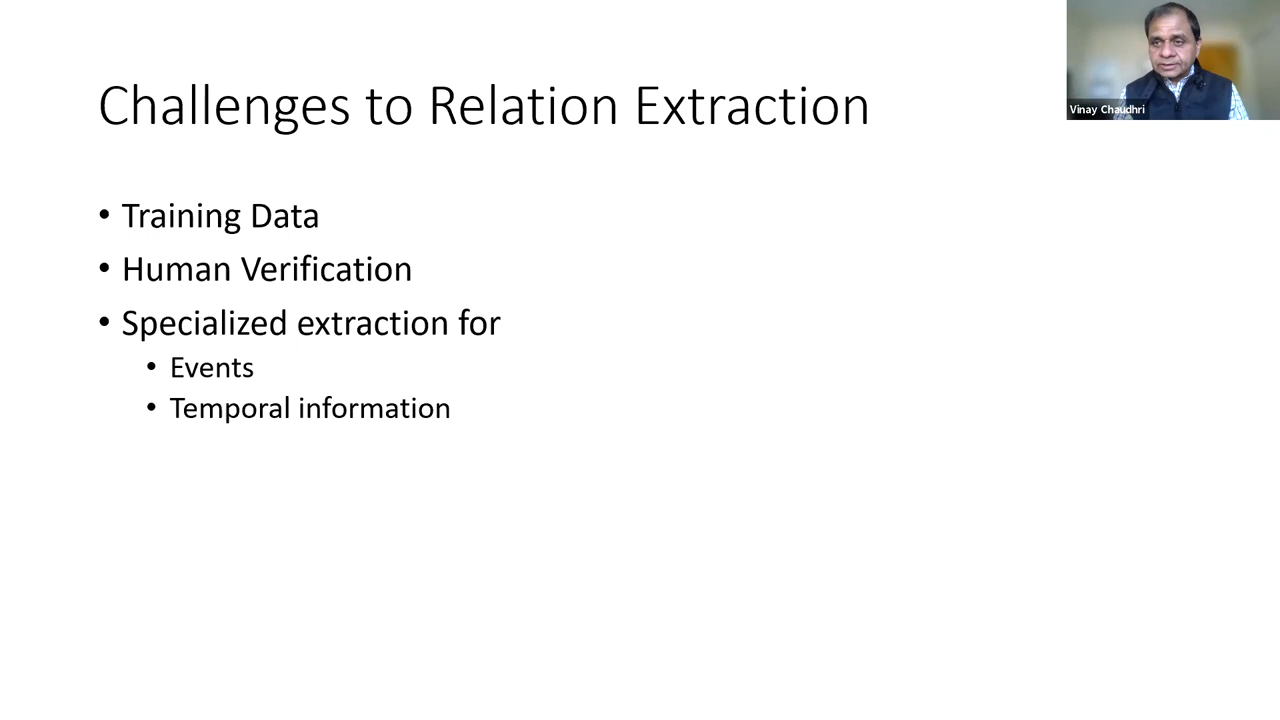 Challenges to Relation Extraction
Vinay Chaudhri
• Training Data
• Human Verification
• Specialized extraction for
• Events
• Temporal information